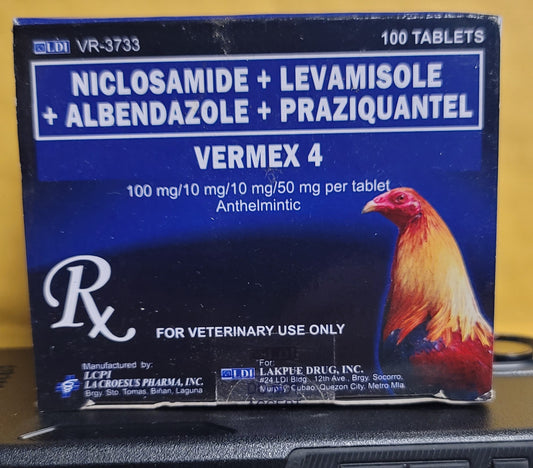 LDI VR-3733
100 TABLETS
NICLOSAMIDE + LEVAMISOLE
+ ALBENDAZOLE + PRAZIQUANTEL
VERMEX 4
100 mg/10 mg/10 mg/50 mg per tablet
Anthelmintic
Rx
FOR VETERINARY USE ONLY
Manufactured by:
LCPI
LA CROESUS PHARMA, INC.
Brgy. Sto. Tomas, Biñan, Laguna
For:
LDI LAKPUE DRUG, INC.
#24 LDI Bldg., 12th Ave., Brgy. Socorro,
Murphy, Cubao, Quezon City, Metro Mla.